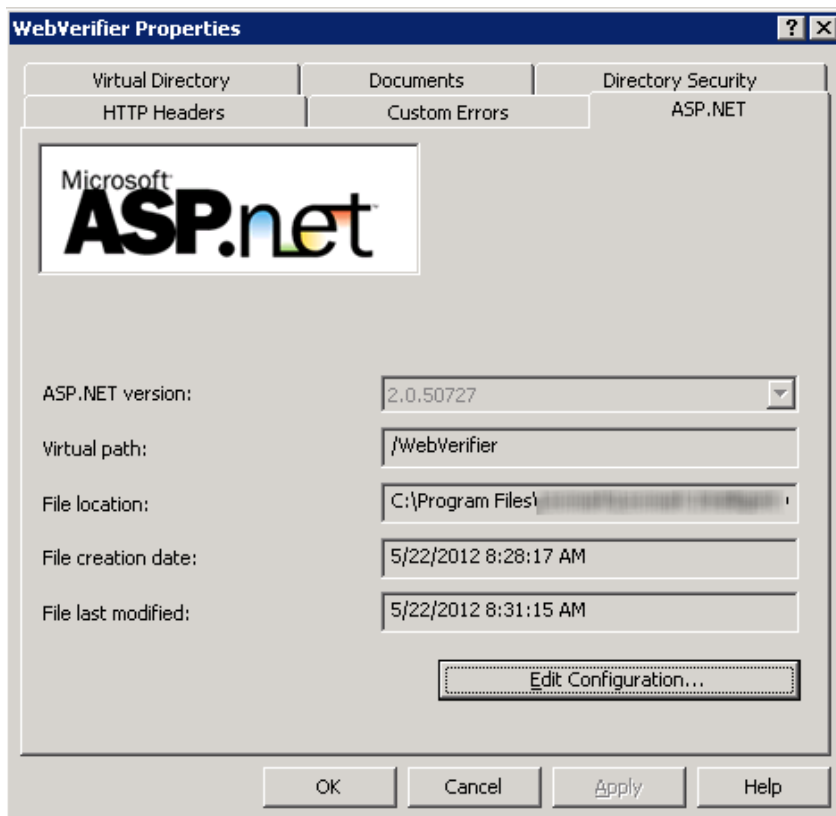 WebVerifier Properties
Virtual Directory
Documents
Directory Security
HTTP Headers
Custom Errors
ASP.NET
Microsoft
ASP.net
ASP.NET version:
2.0.50727
Virtual path:
/WebVerifier
File location:
C:\Program Files\
File creation date:
5/22/2012 8:28:17 AM
File last modified:
5/22/2012 8:31:15 AM
Edit Configuration...
OK
Cancel
Apply
Help